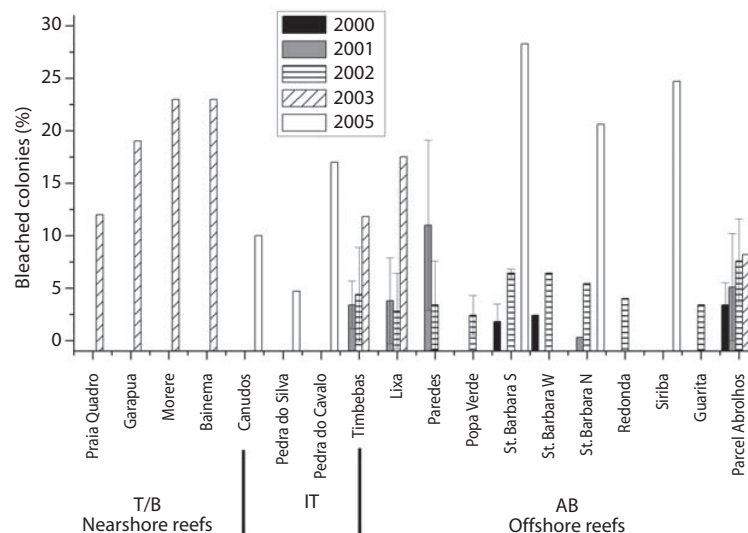 30
25
20
15
10
5
0
Bleached colonies (%)
2000
2001
2002
2003
2005
Praia Quadro
Garapua
Morere
Bainema
Canudos
Pedra do Silva
Pedra do Cavalo
Timbebas
Lixa
Paredes
Popa Verde
St. Barbara S
St. Barbara W
St. Barbara N
Redonda
Siriba
Guarita
Parcel Abrolhos
T/B
Nearshore reefs
IT
AB
Offshore reefs